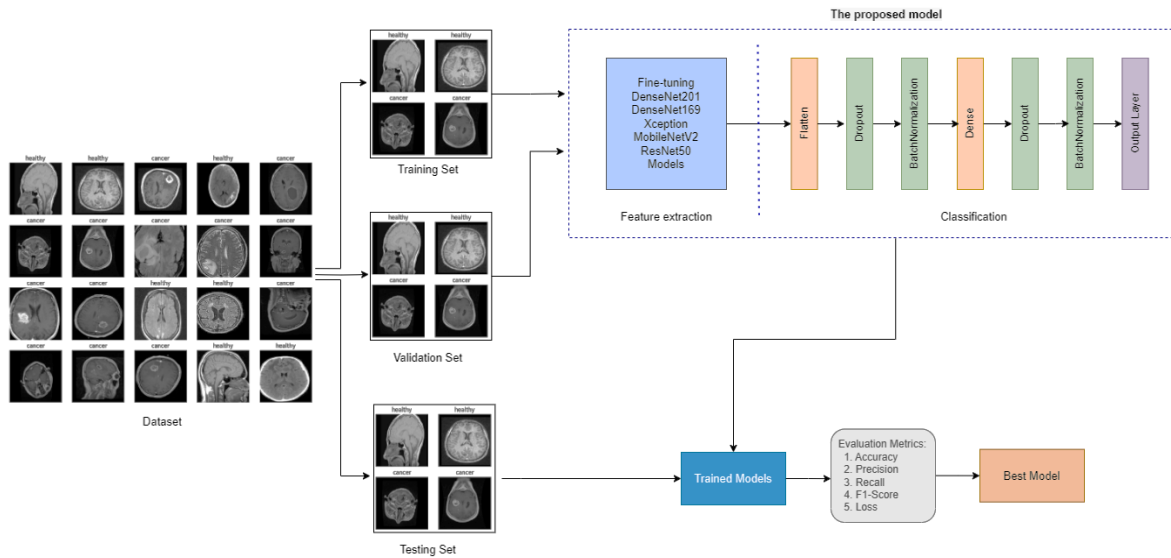 The proposed model
healthy
healthy
cancer
cancer
Training Set
healthy
healthy
cancer
healthy
cancer
cancer
cancer
cancer
healthy
cancer
cancer
cancer
healthy
healthy
cancer
cancer
cancer
cancer
healthy
healthy
Dataset
healthy
healthy
cancer
cancer
Validation Set
healthy
healthy
cancer
cancer
Testing Set
Fine-tuning
DenseNet201
DenseNet169
Xception
MobileNetV2
ResNet50
Models
Feature extraction
Flatten
Dropout
BatchNormalization
Dense
Dropout
BatchNormalization
Output Layer
Classification
Trained Models
Evaluation Metrics:
1. Accuracy
2. Precision
3. Recall
4. F1-Score
5. Loss
Best Model